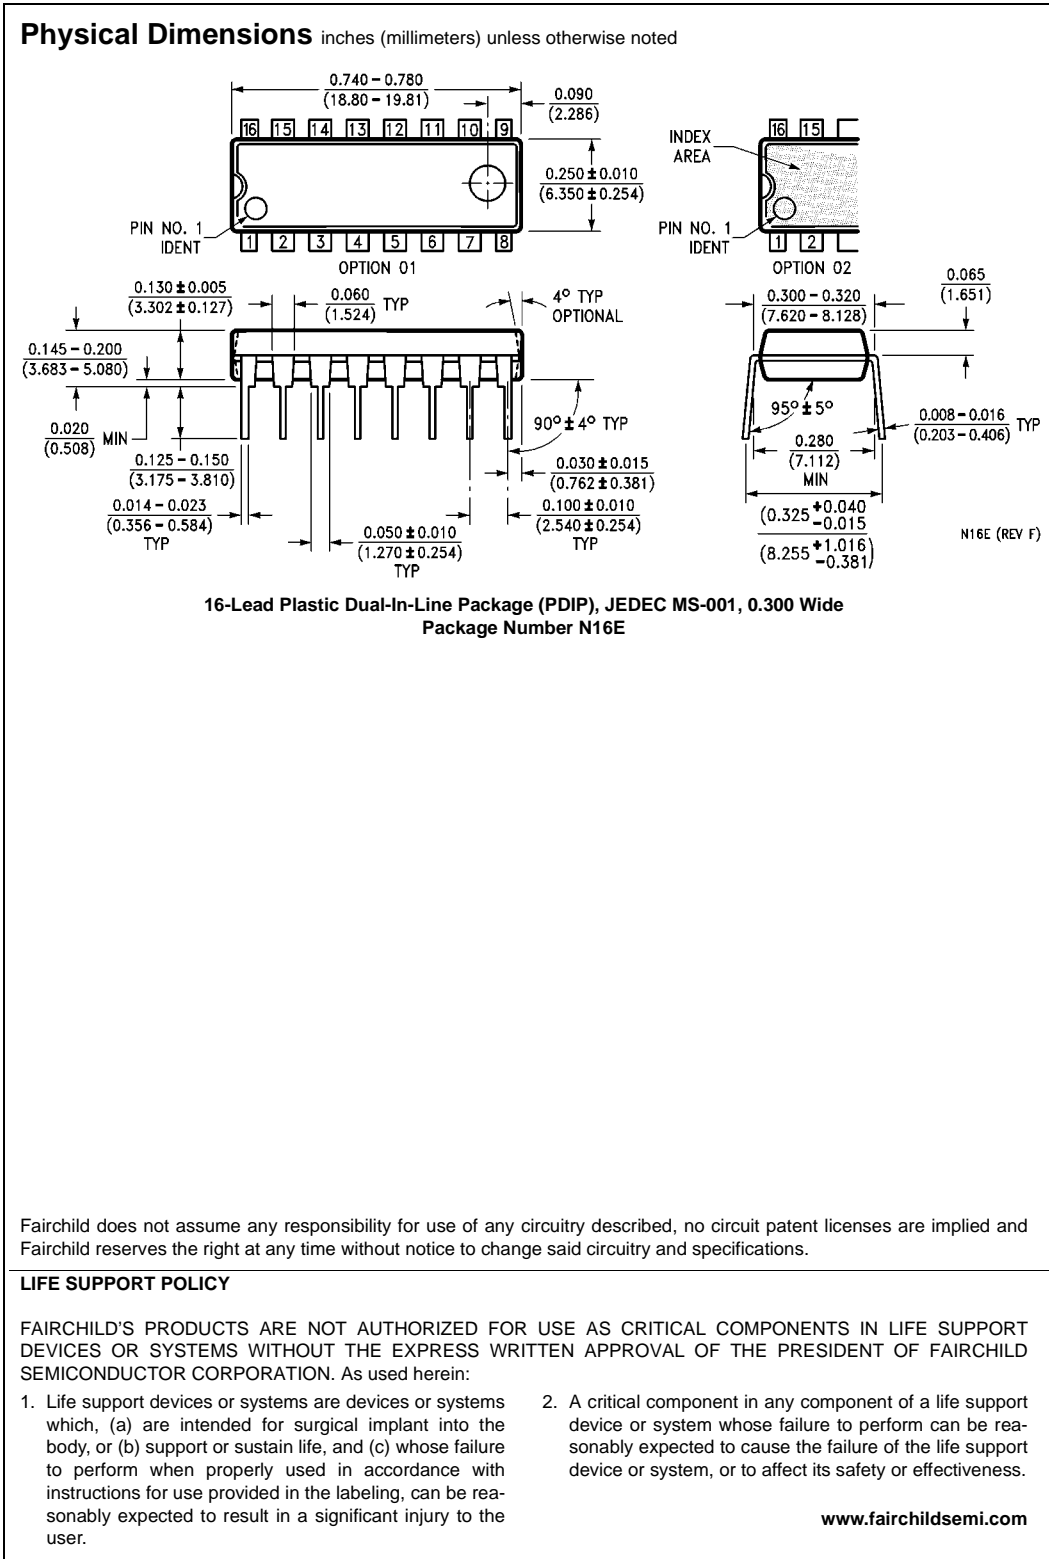 Physical Dimensions inches (millimeters) unless otherwise noted
0.740 – 0.780
(18.80 – 19.81)
0.090
(2.286)
16 15 14 13 12 11 10 9
INDEX
AREA
16 15
0.250 ± 0.010
(6.350 ± 0.254)
PIN NO. 1
IDENT
1 2 3 4 5 6 7 8
OPTION 01
PIN NO. 1
IDENT
1 2
OPTION 02
0.065
(1.651)
0.130 ± 0.005
(3.302 ± 0.127)
0.060
(1.524)
TYP
4° TYP
OPTIONAL
0.300 – 0.320
(7.620 – 8.128)
0.145 – 0.200
(3.683 – 5.080)
0.020
(0.508)
MIN
0.125 – 0.150
(3.175 – 3.810)
90° ± 4° TYP
95° ± 5°
0.008 – 0.016
(0.203 – 0.406)
TYP
0.280
(7.112)
MIN
0.030 ± 0.015
(0.762 ± 0.381)
0.014 – 0.023
(0.356 – 0.584)
TYP
0.050 ± 0.010
(1.270 ± 0.254)
TYP
0.100 ± 0.010
(2.540 ± 0.254)
TYP
(0.325 +0.040
–0.015
(8.255 +1.016
–0.381)
N16E (REV F)
16-Lead Plastic Dual-In-Line Package (PDIP), JEDEC MS-001, 0.300 Wide
Package Number N16E
Fairchild does not assume any responsibility for use of any circuitry described, no circuit patent licenses are implied and
Fairchild reserves the right at any time without notice to change said circuitry and specifications.
LIFE SUPPORT POLICY
FAIRCHILD'S PRODUCTS ARE NOT AUTHORIZED FOR USE AS CRITICAL COMPONENTS IN LIFE SUPPORT
DEVICES OR SYSTEMS WITHOUT THE EXPRESS WRITTEN APPROVAL OF THE PRESIDENT OF FAIRCHILD
SEMICONDUCTOR CORPORATION. As used herein:
1. Life support devices or systems are devices or systems
which, (a) are intended for surgical implant into the
body, or (b) support or sustain life, and (c) whose failure
to perform when properly used in accordance with
instructions for use provided in the labeling, can be rea-
sonably expected to result in a significant injury to the
user.
2. A critical component in any component of a life support
device or system whose failure to perform can be rea-
sonably expected to cause the failure of the life support
device or system, or to affect its safety or effectiveness.
www.fairchildsemi.com